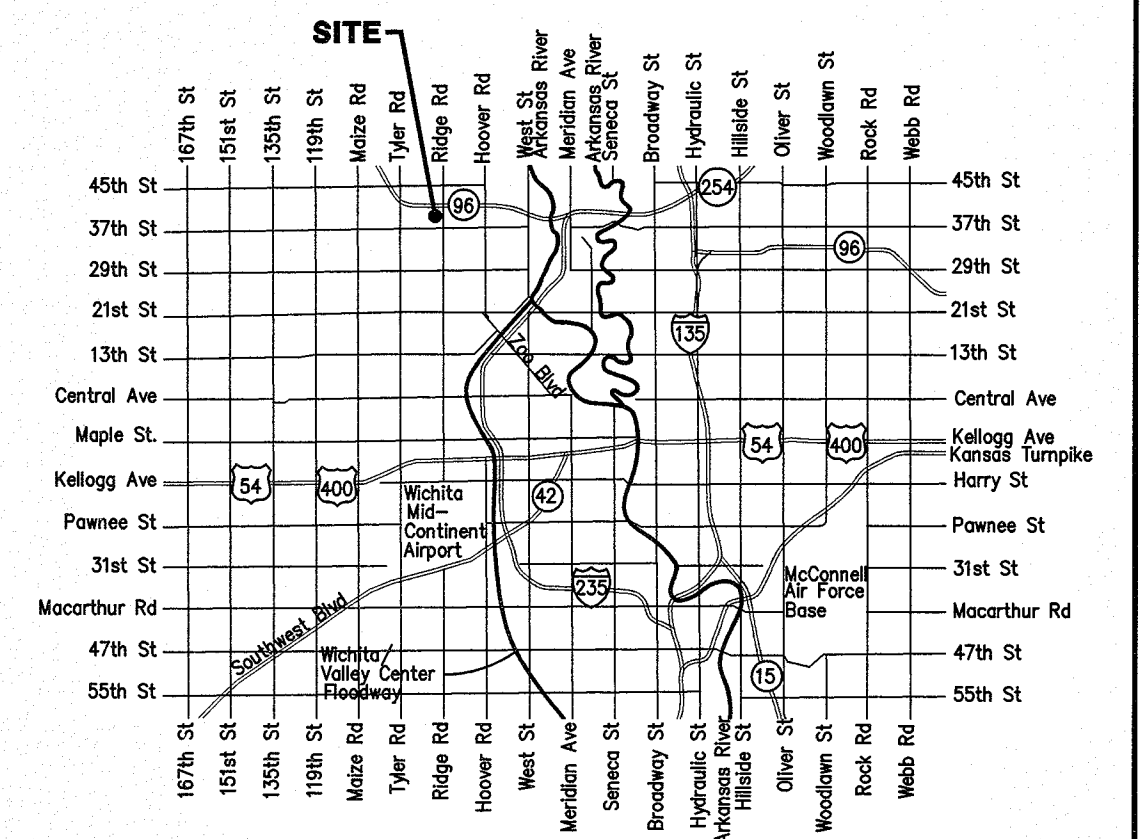 SITE
167th St
151st St
135th St
119th St
Maize Rd
Tyler Rd
Ridge Rd
Hoover Rd
West St
Arkansas River
Meridian Ave
Arkansas River
Seneca St
Broadway St
Hydraulic St
Hillside St
Oliver St
Woodlawn St
Rock Rd
Webb Rd
45th St
96
254
45th St
37th St
37th St
96
29th St
29th St
21st St
21st St
135
13th St
Zoo Blvd
13th St
Central Ave
Central Ave
Maple St.
54
400
Kellogg Ave
Kansas Turnpike
Kellogg Ave
54
400
Wichita
Mid-
Continent
Airport
42
Harry St
Pawnee St
Pawnee St
31st St
235
McConnell
Air Force
Base
31st St
Macarthur Rd
Southwest Blvd
Macarthur Rd
47th St
Wichita/
Valley Center
Floodway
47th St
15
55th St
55th St
167th St
151st St
135th St
119th St
Maize Rd
Tyler Rd
Ridge Rd
Hoover Rd
West St
Meridian Ave
Seneca St
Broadway St
Hydraulic St
Arkansas River
Hillside St
Oliver St
Woodlawn St
Rock Rd
Webb Rd